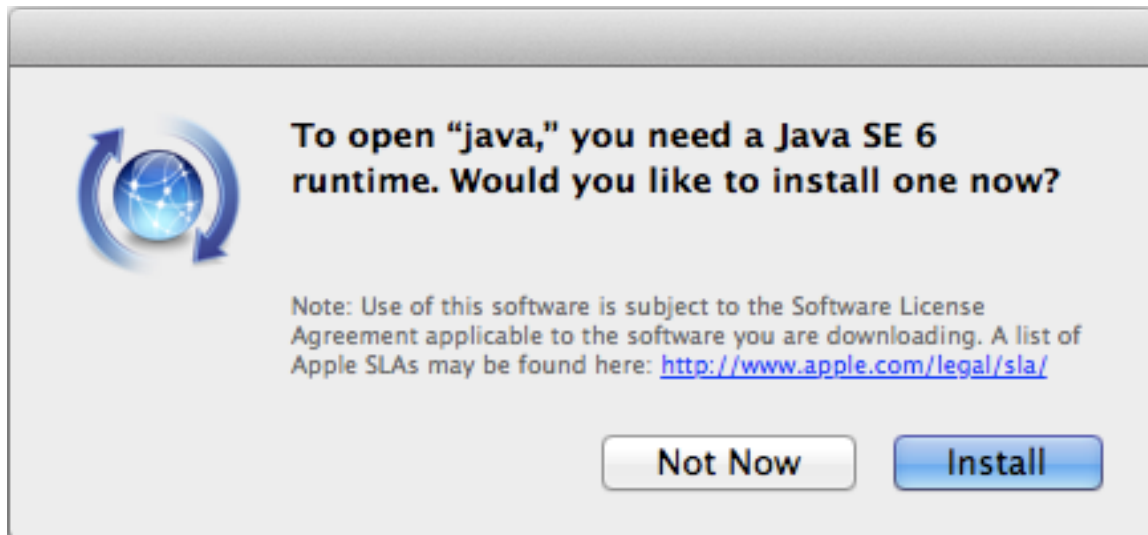 To open “java,” you need a Java SE 6
runtime. Would you like to install one now?
Note: Use of this software is subject to the Software License
Agreement applicable to the software you are downloading. A list of
Apple SLAs may be found here: http://www.apple.com/legal/sla/
Not Now
Install